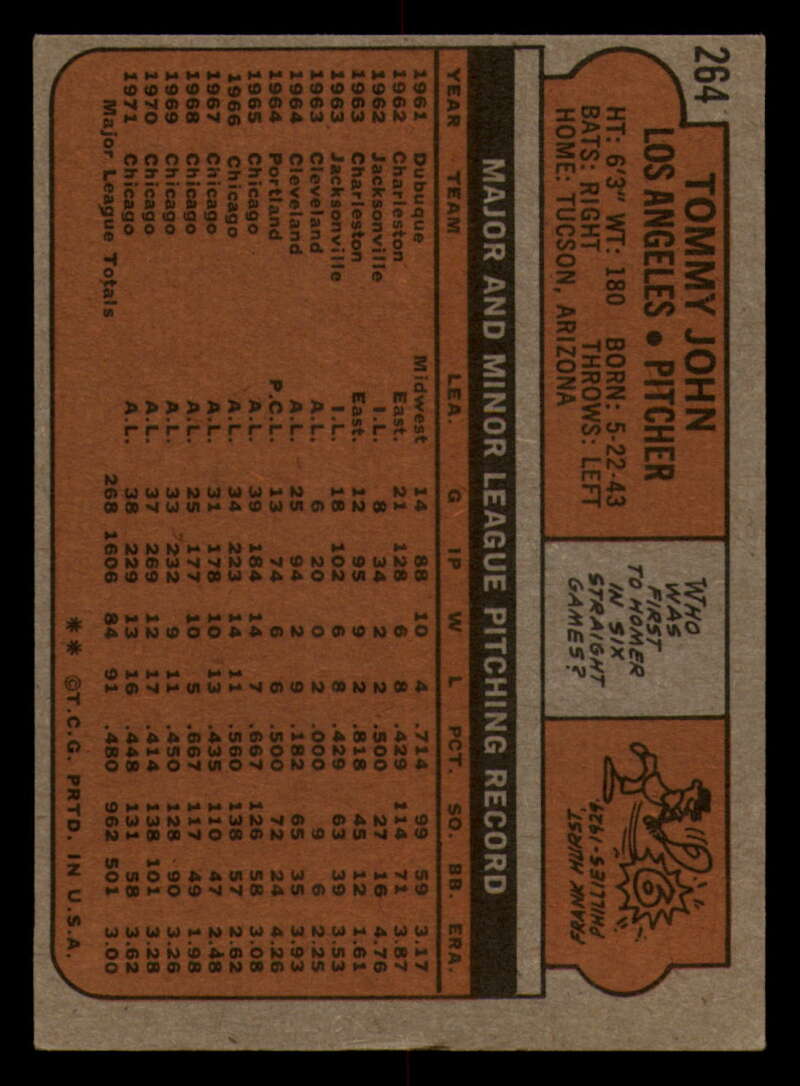 264
TOMMY JOHN
LOS ANGELES • PITCHER
HT: 6'3" WT: 180 BORN: 5-22-43
BATS: RIGHT THROWS: LEFT
HOME: TUCSON, ARIZONA
WHO
WAS
FIRST
TO HOMER
IN SIX
STRAIGHT
GAMES?
6
FRANK HURST,
PHILLIES-1929.
MAJOR AND MINOR LEAGUE PITCHING RECORD
YEAR TEAM LEA. G IP W L PCT. SO. BB. ERA.
1961 Dubuque Midwest 14 88 10 4 .714 99 59 3.17
1962 Charleston East. 21 128 6 8 .429 114 71 3.87
1962 Jacksonville I.L. 8 34 2 2 .500 27 16 4.76
1963 Charleston East. 12 95 9 2 .818 45 12 1.61
1963 Jacksonville I.L. 18 102 6 8 .429 63 39 3.53
1963 Cleveland A.L. 6 20 0 2 .000 9 6 2.25
1964 Cleveland A.L. 25 94 2 9 .182 65 35 3.93
1964 Portland P.C.L. 13 74 6 6 .500 72 24 4.26
1965 Chicago A.L. 39 184 14 7 .667 126 58 3.08
1966 Chicago A.L. 34 223 14 11 .560 138 57 2.62
1967 Chicago A.L. 31 178 10 13 .435 110 47 2.48
1968 Chicago A.L. 25 177 10 5 .667 117 49 1.98
1969 Chicago A.L. 33 232 9 11 .450 128 90 3.26
1970 Chicago A.L. 37 269 12 17 .414 138 101 3.28
1971 Chicago A.L. 38 229 13 16 .448 131 58 3.62
Major League Totals 268 1606 84 91 .480 962 501 3.00
** ©T.C.G. PRTD. IN U.S.A.